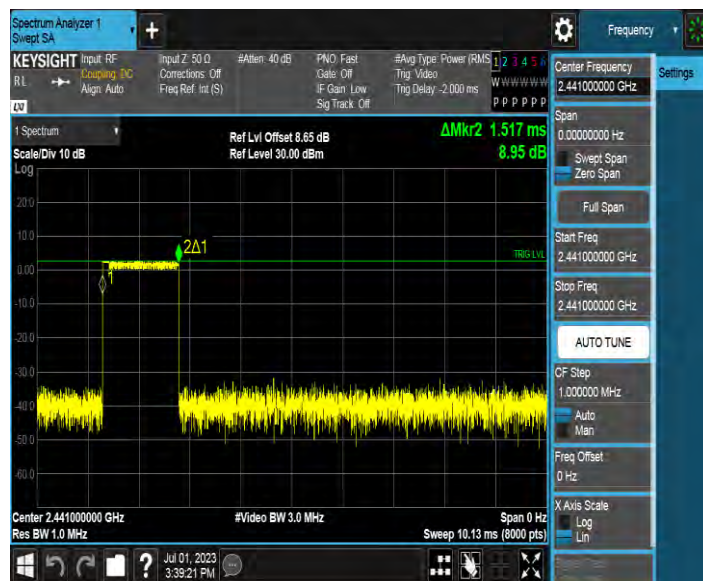 Spectrum Analyzer 1
Swept SA
+
Frequency
KEYSIGHT
RL
LXI
Input: RF
Coupling: DC
Align: Auto
Input Z: 50 Ω
Corrections: Off
Freq Ref: Int (S)
#Atten: 40 dB
PNO: Fast
Gate: Off
IF Gain: Low
Sig Track: Off
#Avg Type: Power (RMS
Trig: Video
Trig Delay: -2.000 ms
1 2 3 4 5 6
W W W W W W
P P P P P P
1 Spectrum
Scale/Div 10 dB
Ref Lvl Offset 8.65 dB
Ref Level 30.00 dBm
ΔMkr2 1.517 ms
8.95 dB
Log
20.0
10.0
0.00
-10.0
-20.0
-30.0
-40.0
-50.0
-60.0
2Δ1
TRIG LVL
Center 2.441000000 GHz
Res BW 1.0 MHz
#Video BW 3.0 MHz
Span 0 Hz
Sweep 10.13 ms (8000 pts)
Center Frequency
2.441000000 GHz
Settings
Span
0.00000000 Hz
Swept Span
Zero Span
Full Span
Start Freq
2.441000000 GHz
Stop Freq
2.441000000 GHz
AUTO TUNE
CF Step
1.000000 MHz
Auto
Man
Freq Offset
0 Hz
X Axis Scale
Log
Lin
?
Jul 01, 2023
3:39:21 PM